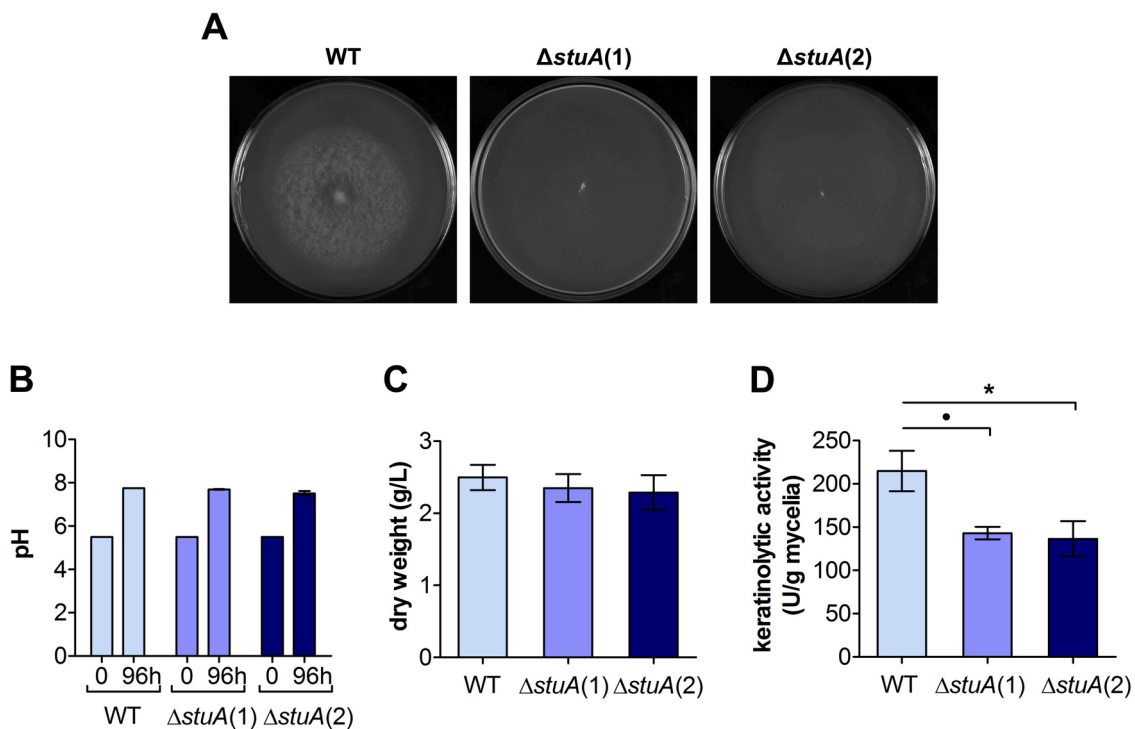 A
WT
ΔstuA(1)
ΔstuA(2)
B
pH
10
8
6
4
2
0
0 96h 0 96h 0 96h
WT ΔstuA(1) ΔstuA(2)
C
dry weight (g/L)
3
2
1
0
WT ΔstuA(1) ΔstuA(2)
D
keratinolytic activity
(U/g mycelia)
*
•
250
200
150
100
50
0
WT ΔstuA(1) ΔstuA(2)